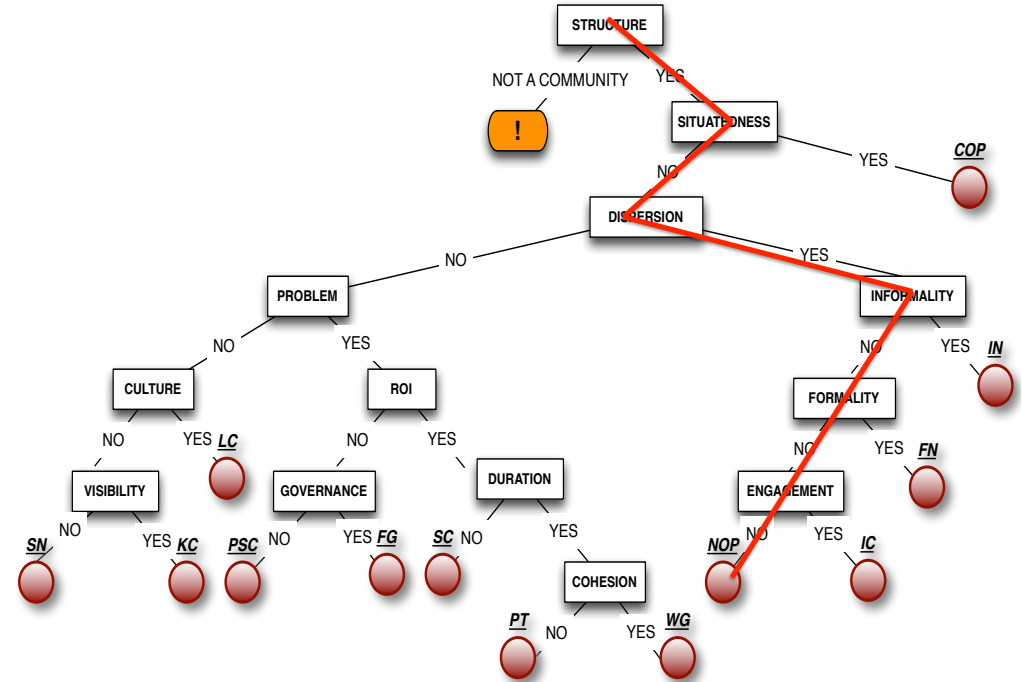 STRUCTURE
NOT A COMMUNITY
YES
!
SITUATEDNESS
YES
COP
NO
DISPERSION
NO
YES
PROBLEM
INFORMALITY
NO
YES
NO
YES
IN
CULTURE
ROI
FORMALITY
NO
YES
LC
NO
YES
NO
YES
FN
VISIBILITY
GOVERNANCE
DURATION
ENGAGEMENT
NO
YES
NO
YES
NO
YES
NO
YES
SN
KC
PSC
FG
SC
NOP
IC
COHESION
PT
NO
YES
WG